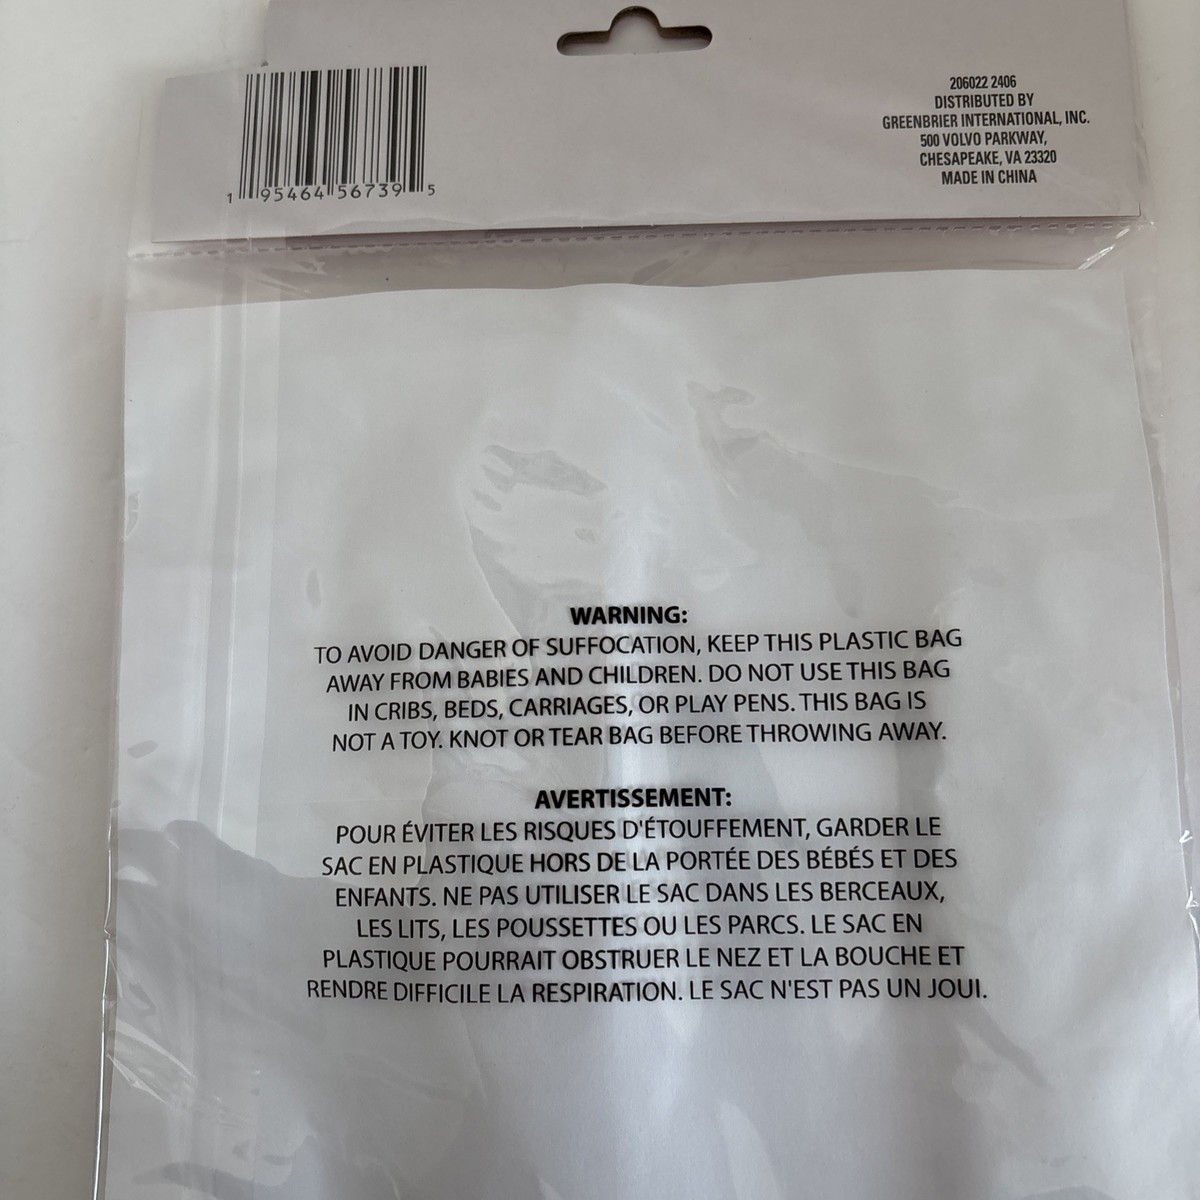 1 95464 56739 5
206022 2406
DISTRIBUTED BY
GREENBRIER INTERNATIONAL, INC.
500 VOLVO PARKWAY,
CHESAPEAKE, VA 23320
MADE IN CHINA
WARNING:
TO AVOID DANGER OF SUFFOCATION, KEEP THIS PLASTIC BAG
AWAY FROM BABIES AND CHILDREN. DO NOT USE THIS BAG
IN CRIBS, BEDS, CARRIAGES, OR PLAY PENS. THIS BAG IS
NOT A TOY. KNOT OR TEAR BAG BEFORE THROWING AWAY.
AVERTISSEMENT:
POUR ÉVITER LES RISQUES D'ÉTOUFFEMENT, GARDER LE
SAC EN PLASTIQUE HORS DE LA PORTÉE DES BÉBÉS ET DES
ENFANTS. NE PAS UTILISER LE SAC DANS LES BERCEAUX,
LES LITS, LES POUSSETTES OU LES PARCS. LE SAC EN
PLASTIQUE POURRAIT OBSTRUER LE NEZ ET LA BOUCHE ET
RENDRE DIFFICILE LA RESPIRATION. LE SAC N'EST PAS UN JOUI.